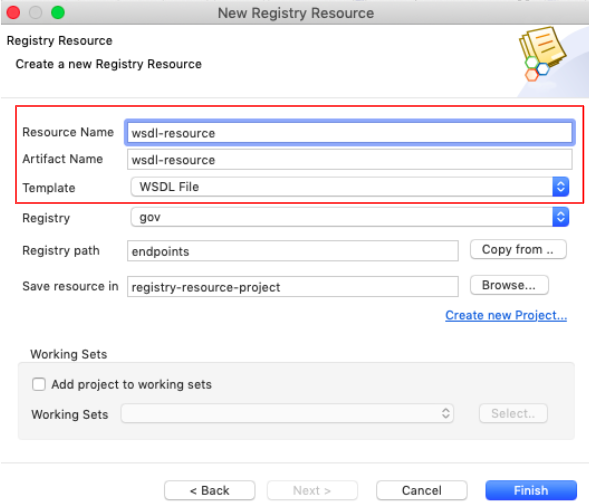 New Registry Resource
Registry Resource
Create a new Registry Resource
Resource Name wsdl-resource
Artifact Name wsdl-resource
Template WSDL File
Registry gov
Registry path endpoints Copy from ..
Save resource in registry-resource-project Browse...
Create new Project...
Working Sets
Add project to working sets
Working Sets Select..
< Back Next > Cancel Finish